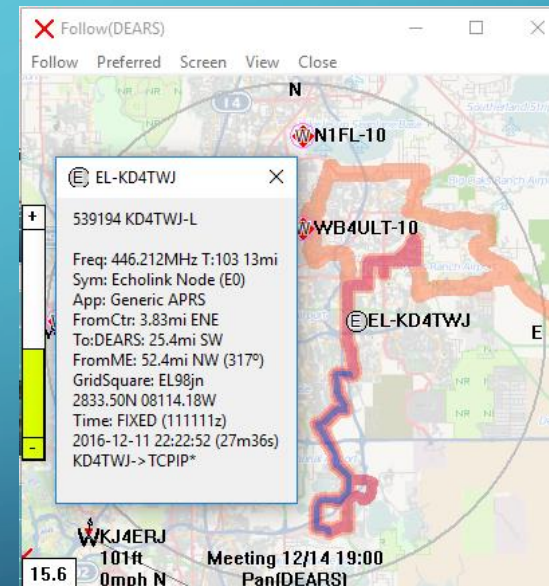 Follow(DEARS)
Follow Preferred Screen View Close
14
N
N1FL-10
EL-KD4TWJ
539194 KD4TWJ-L
Freq: 446.212MHz T:103 13mi
Sym: Echolink Node (E0)
App: Generic APRS
FromCtr: 3.83mi ENE
To:DEARS: 25.4mi SW
FromME: 52.4mi NW (317º)
GridSquare: EL98jn
2833.50N 08114.18W
Time: FIXED (111111z)
2016-12-11 22:22:52 (27m36s)
KD4TWJ->TCPIP*
+
-
WB4ULT-10
E EL-KD4TWJ
E
WKJ4ERJ
101ft
0mph N
15.6
Meeting 12/14 19:00
Pan(DEARS)